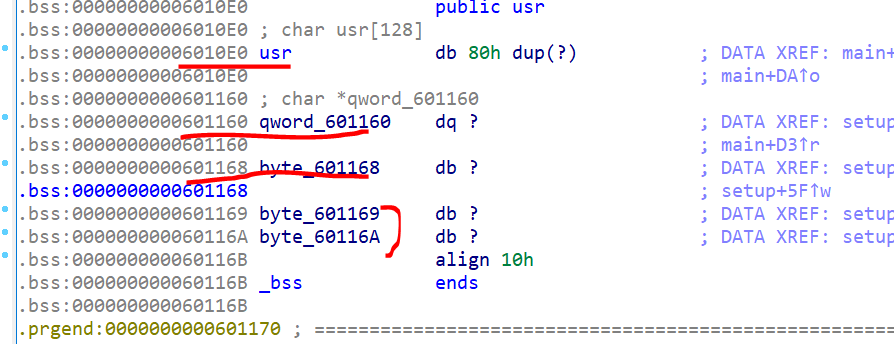 .bss:00000000006010E0 public usr
.bss:00000000006010E0 ; char usr[128]
.bss:00000000006010E0 usr db 80h dup(?) ; DATA XREF: main+
.bss:00000000006010E0 ; main+DA↑o
.bss:0000000000601160 ; char *qword_601160
.bss:0000000000601160 qword_601160 dq ? ; DATA XREF: setup
.bss:0000000000601160 ; main+D3↑r
.bss:0000000000601168 byte_601168 db ? ; DATA XREF: setup
.bss:0000000000601168 ; setup+5F↑w
.bss:0000000000601169 byte_601169 db ? ; DATA XREF: setup
.bss:000000000060116A byte_60116A db ? ; DATA XREF: setup
.bss:000000000060116B align 10h
.bss:000000000060116B _bss ends
.bss:000000000060116B
.prgend:0000000000601170 ; ===================================================